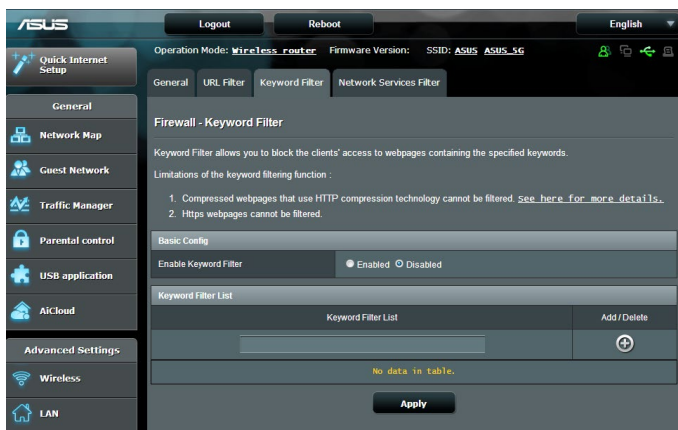 ASUS
Logout
Reboot
English
Quick Internet Setup
Operation Mode: Wireless router Firmware Version: SSID: ASUS ASUS_5G
General
URL Filter
Keyword Filter
Network Services Filter
General
Network Map
Guest Network
Traffic Manager
Parental control
USB application
AiCloud
Advanced Settings
Wireless
LAN
Firewall - Keyword Filter
Keyword Filter allows you to block the clients' access to webpages containing the specified keywords.
Limitations of the keyword filtering function :
1. Compressed webpages that use HTTP compression technology cannot be filtered. See here for more details.
2. Https webpages cannot be filtered.
Basic Config
Enable Keyword Filter
Enabled Disabled
Keyword Filter List
Keyword Filter List
Add / Delete
No data in table.
Apply